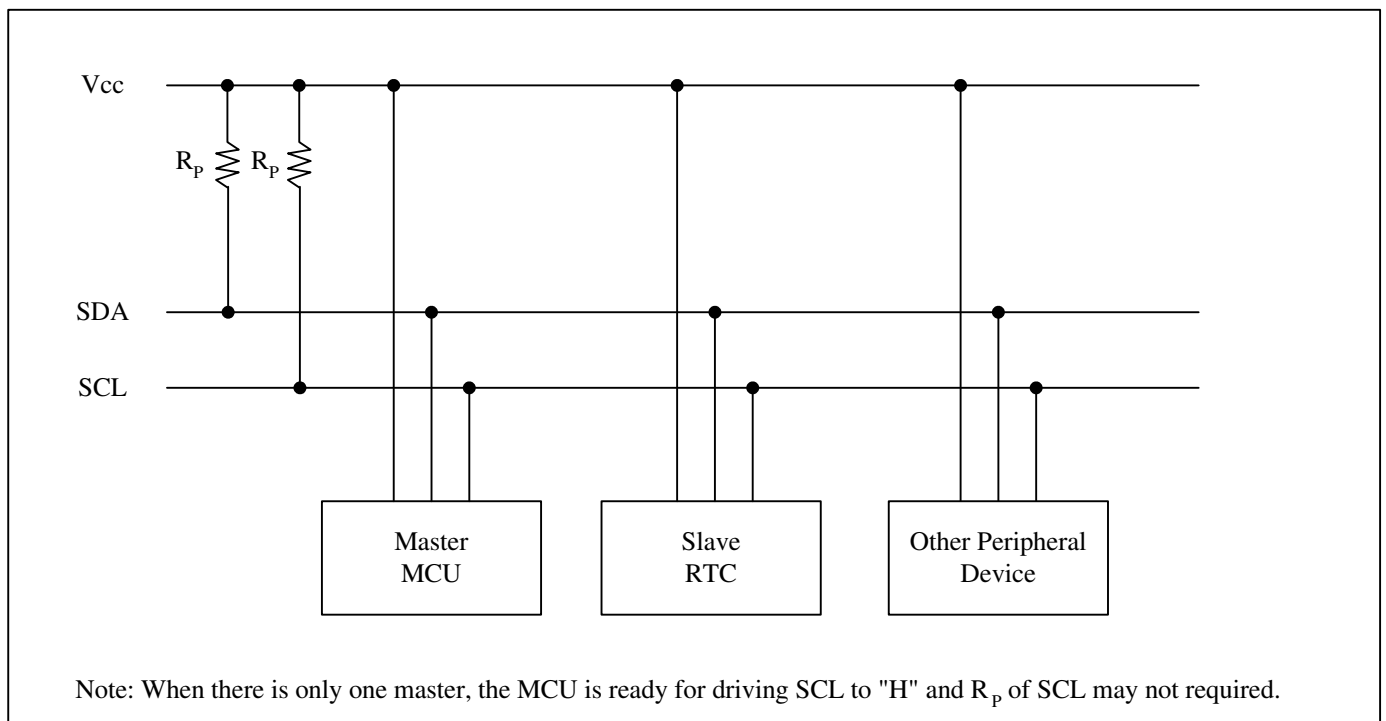 Vcc
R_P R_P
SDA
SCL
Master
MCU
Slave
RTC
Other Peripheral
Device
Note: When there is only one master, the MCU is ready for driving SCL to "H" and R_P of SCL may not required.